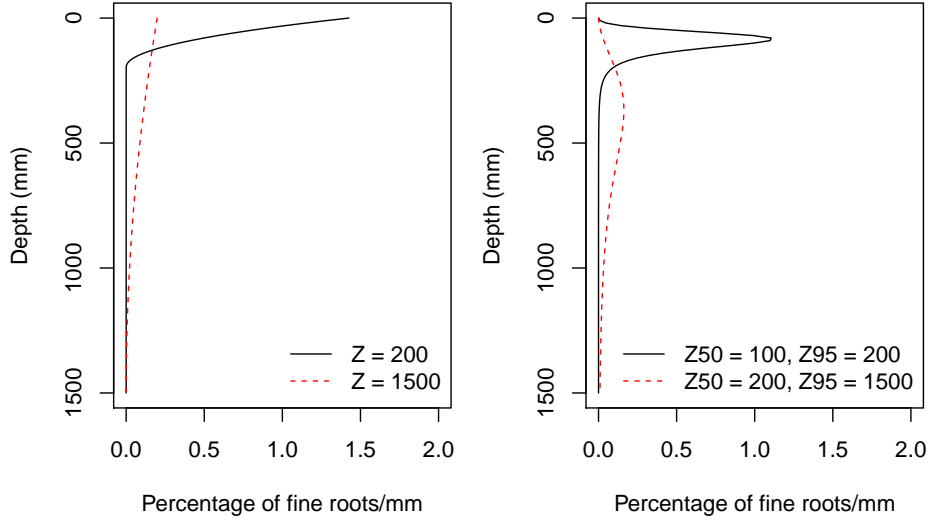 0
500
1000
1500
Depth (mm)
Z = 200
Z = 1500
0.0 0.5 1.0 1.5 2.0
Percentage of fine roots/mm
0
500
1000
1500
Depth (mm)
Z50 = 100, Z95 = 200
Z50 = 200, Z95 = 1500
0.0 0.5 1.0 1.5 2.0
Percentage of fine roots/mm